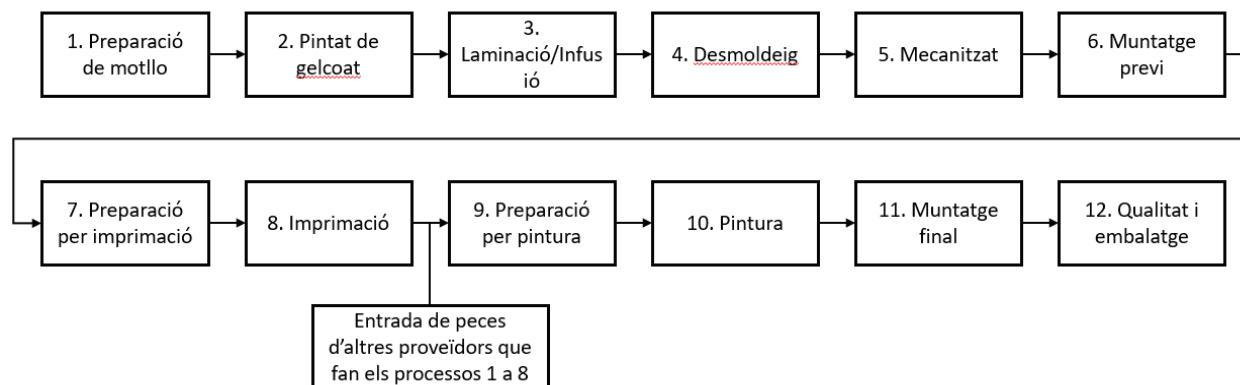 1. Preparació
de motllo
2. Pintat de
gelcoat
3.
Laminació/Infus
ió
4. Desmoldeig
5. Mecanitzat
6. Muntatge
previ
7. Preparació
per imprimació
8. Imprimació
9. Preparació
per pintura
10. Pintura
11. Muntatge
final
12. Qualitat i
embalatge
Entrada de peces
d’altres proveïdors que
fan els processos 1 a 8